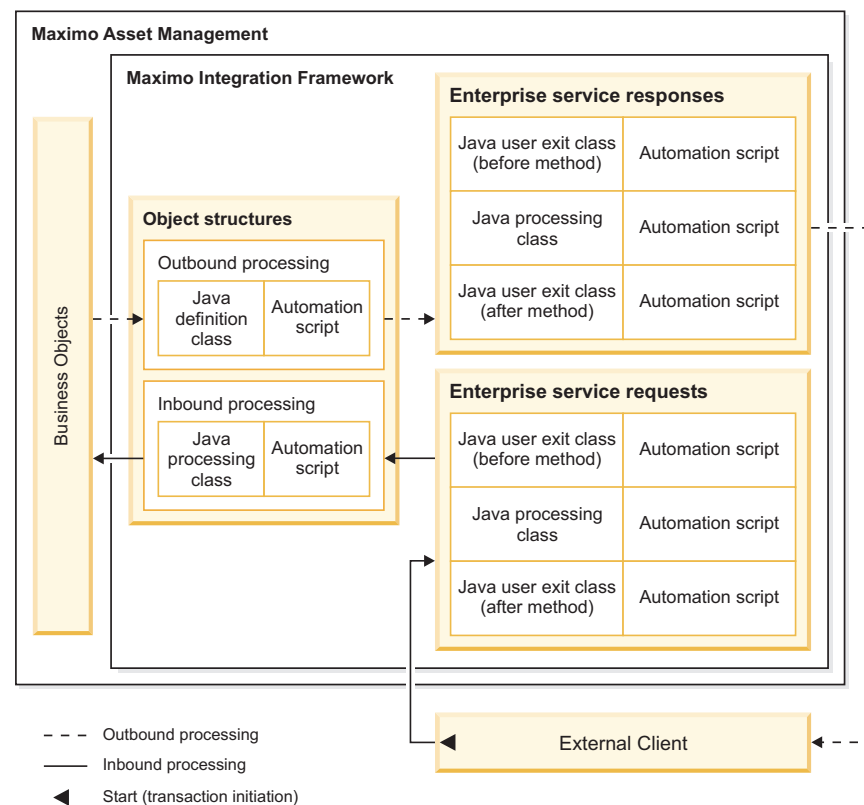 Maximo Asset Management
Maximo Integration Framework
Business Objects
Object structures
Outbound processing
Java
definition
class
Automation
script
Inbound processing
Java
processing
class
Automation
script
Enterprise service responses
Java user exit class
(before method)
Automation script
Java processing
class
Automation script
Java user exit class
(after method)
Automation script
Enterprise service requests
Java user exit class
(before method)
Automation script
Java processing
class
Automation script
Java user exit class
(after method)
Automation script
External Client
Outbound processing
Inbound processing
Start (transaction initiation)